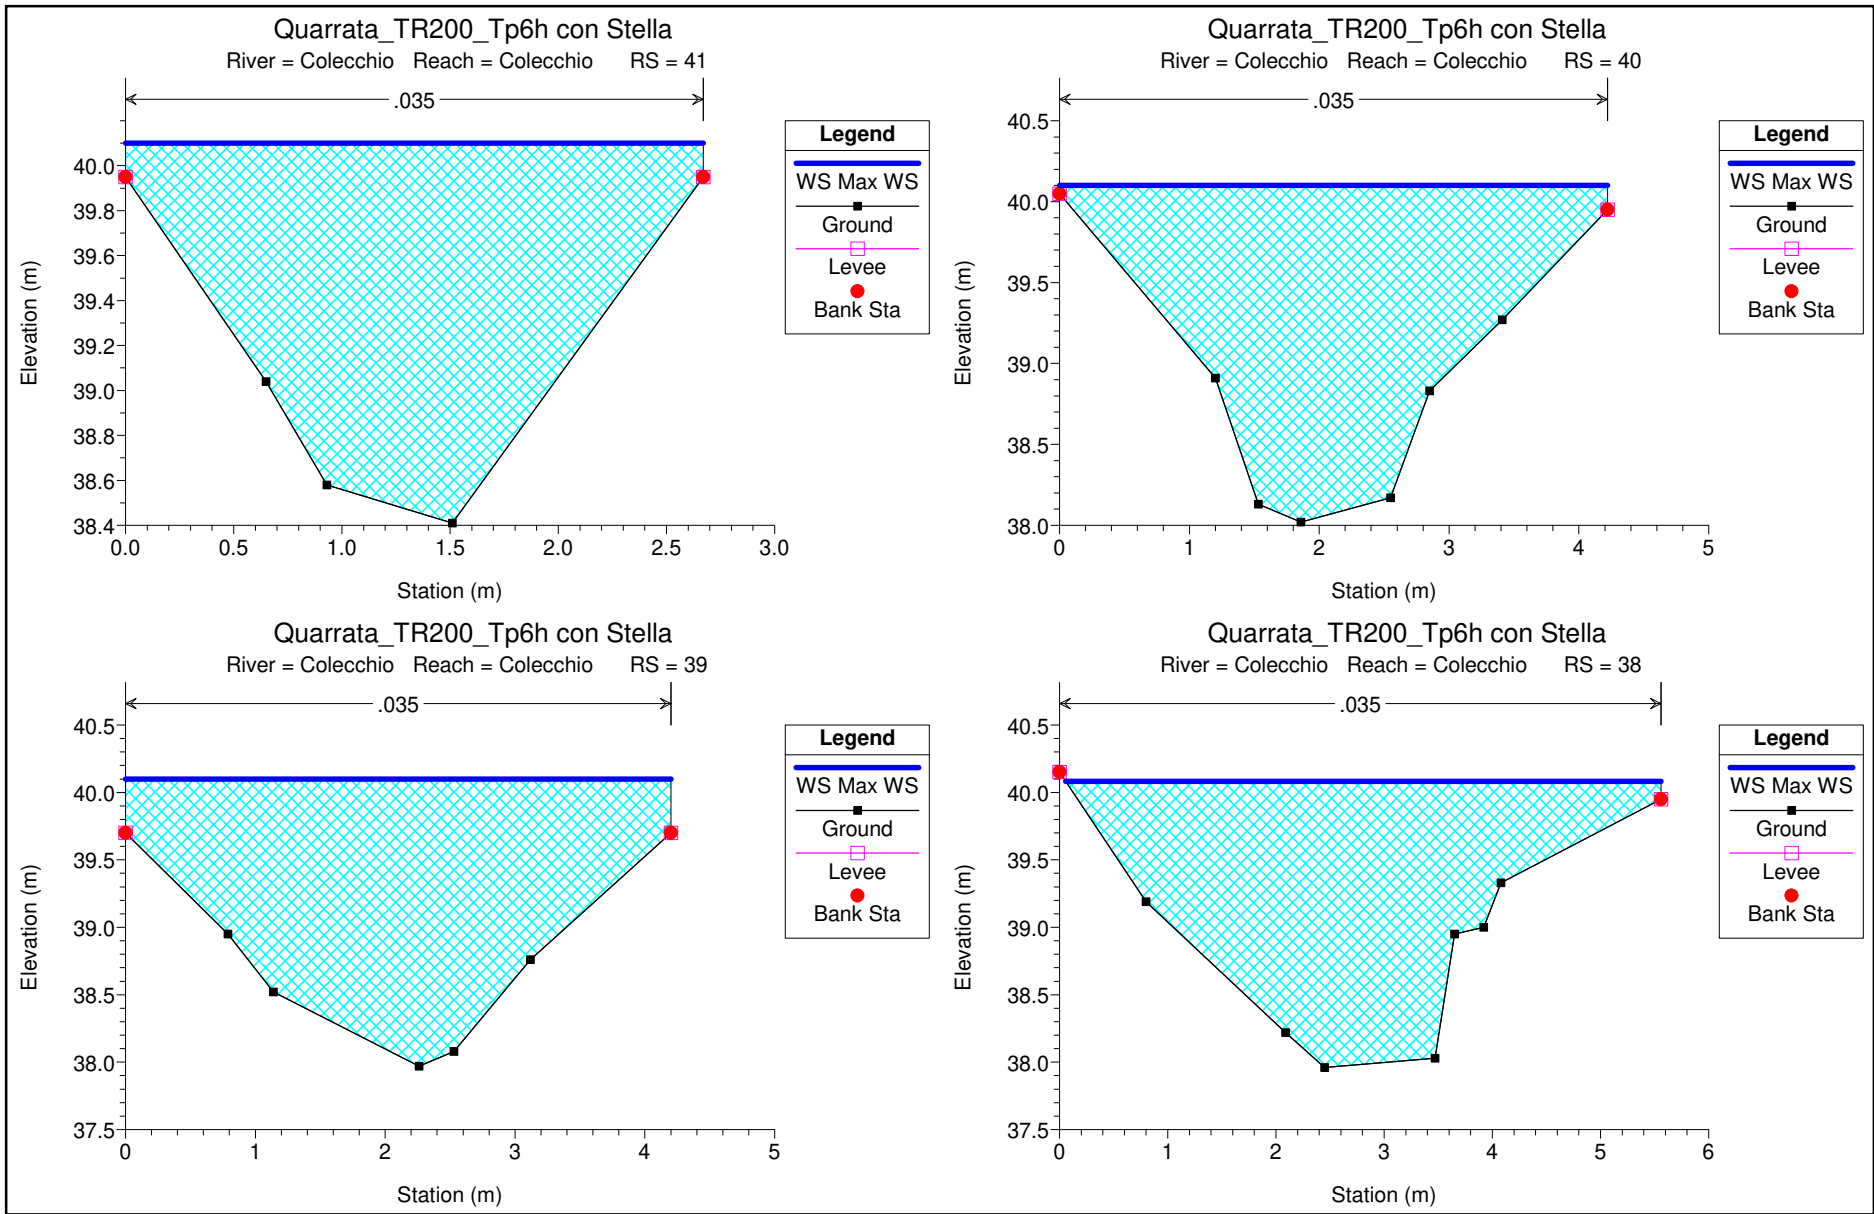 Quarrata_TR200_Tp6h con Stella
River = Colecchio Reach = Colecchio RS = 41
.035
Legend
WS Max WS
Ground
Levee
Bank Sta
40.0
39.8
39.6
39.4
39.2
39.0
38.8
38.6
38.4
Elevation (m)
0.0 0.5 1.0 1.5 2.0 2.5 3.0
Station (m)
Quarrata_TR200_Tp6h con Stella
River = Colecchio Reach = Colecchio RS = 40
.035
Legend
WS Max WS
Ground
Levee
Bank Sta
40.5
40.0
39.5
39.0
38.5
38.0
Elevation (m)
0 1 2 3 4 5
Station (m)
Quarrata_TR200_Tp6h con Stella
River = Colecchio Reach = Colecchio RS = 39
.035
Legend
WS Max WS
Ground
Levee
Bank Sta
40.5
40.0
39.5
39.0
38.5
38.0
37.5
Elevation (m)
0 1 2 3 4 5
Station (m)
Quarrata_TR200_Tp6h con Stella
River = Colecchio Reach = Colecchio RS = 38
.035
Legend
WS Max WS
Ground
Levee
Bank Sta
40.5
40.0
39.5
39.0
38.5
38.0
37.5
Elevation (m)
0 1 2 3 4 5 6
Station (m)